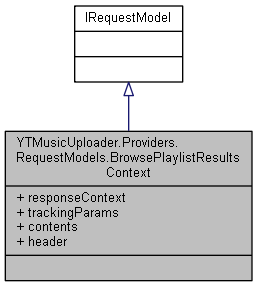 IRequestModel
YTMusicUploader.Providers.
RequestModels.BrowsePlaylistResults
Context
+ responseContext
+ trackingParams
+ contents
+ header